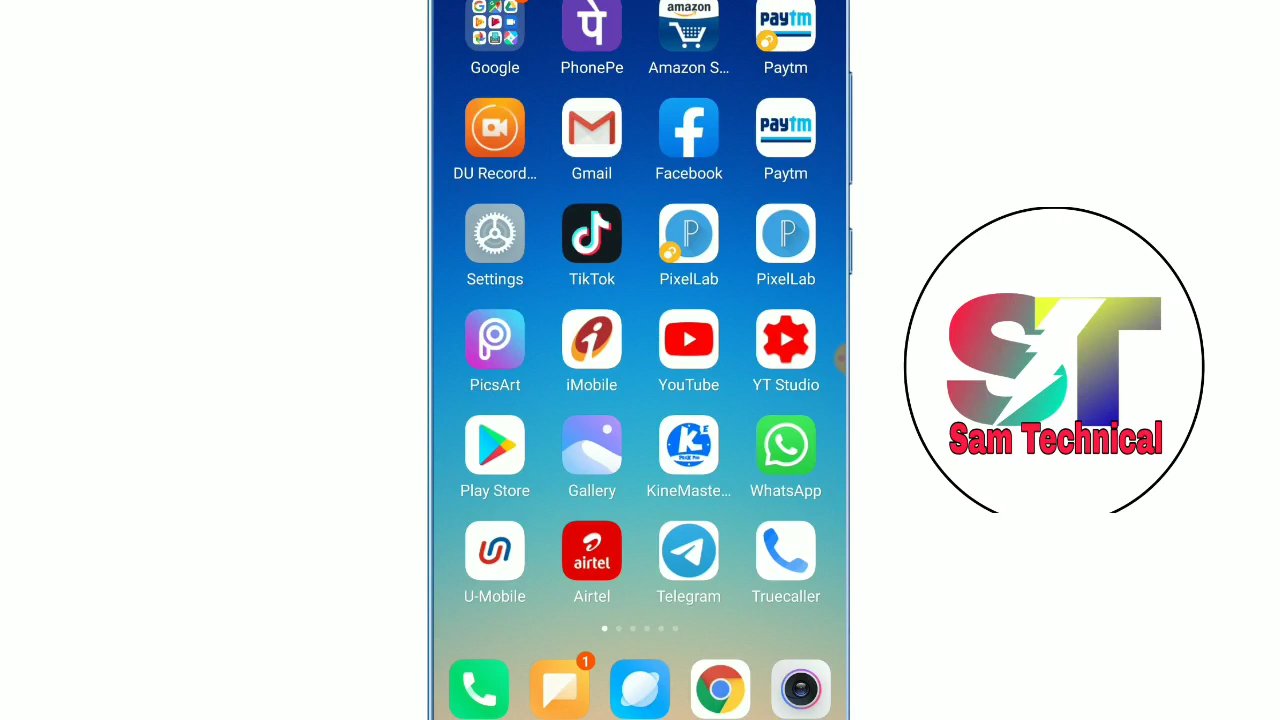 amazon
paytm
पे
Google PhonePe Amazon S... Paytm
paytm
DU Record... Gmail Facebook Paytm
P P
Settings TikTok PixelLab PixelLab
PicsArt iMobile YouTube YT Studio
K E
Play Store Gallery KineMaste... WhatsApp
airtel
U-Mobile Airtel Telegram Truecaller
1
ST
Sam Technical